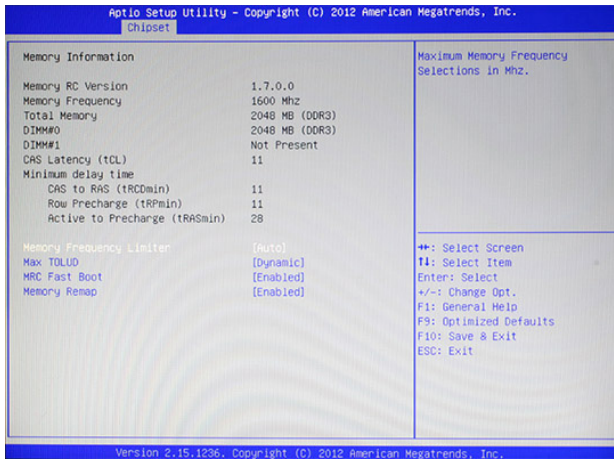 Aptio Setup Utility - Copyright (C) 2012 American Megatrends, Inc.
Chipset
Memory Information
Memory RC Version 1.7.0.0
Memory Frequency 1600 Mhz
Total Memory 2048 MB (DDR3)
DIMM#0 2048 MB (DDR3)
DIMM#1 Not Present
CAS Latency (tCL) 11
Minimum delay time
CAS to RAS (tRCDmin) 11
Row Precharge (tRPmin) 11
Active to Precharge (tRASmin) 28
Memory Frequency Limiter [Auto]
Max TOLUD [Dynamic]
MRC Fast Boot [Enabled]
Memory Remap [Enabled]
Maximum Memory Frequency
Selections in Mhz.
↔: Select Screen
↑↓: Select Item
Enter: Select
+/-: Change Opt.
F1: General Help
F9: Optimized Defaults
F10: Save & Exit
ESC: Exit
Version 2.15.1236. Copyright (C) 2012 American Megatrends, Inc.